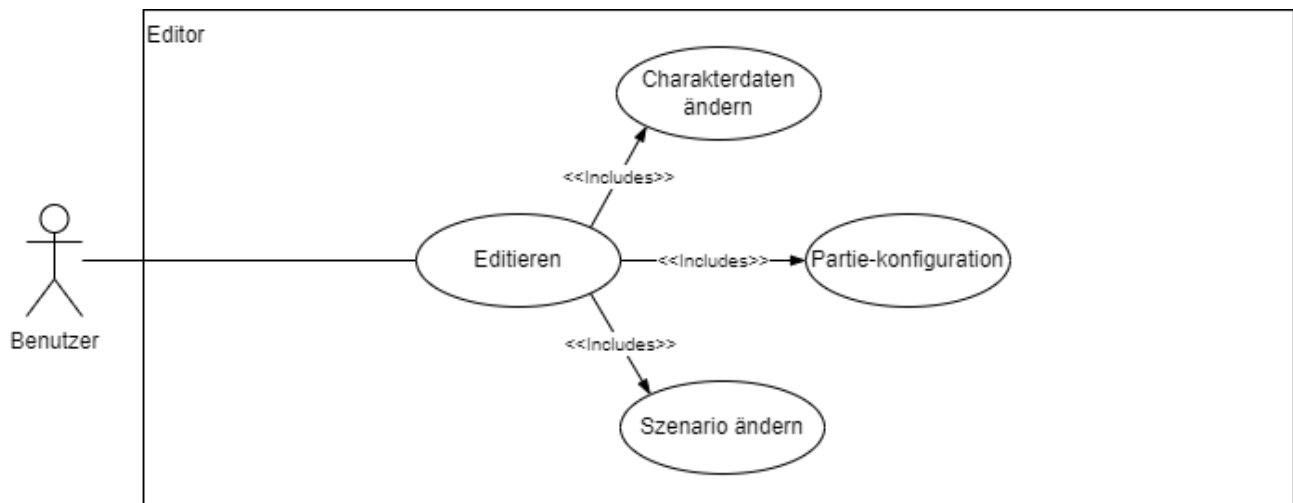 Editor
Charakterdaten
ändern
<<Includes>>
Editieren
<<Includes>>
Partie-konfiguration
Benutzer
<<Includes>>
Szenario ändern